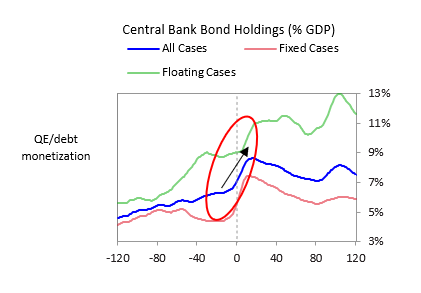 Central Bank Bond Holdings (% GDP)
All Cases Fixed Cases
Floating Cases
QE/debt
monetization
13%
11%
9%
7%
5%
3%
-120 -80 -40 0 40 80 120